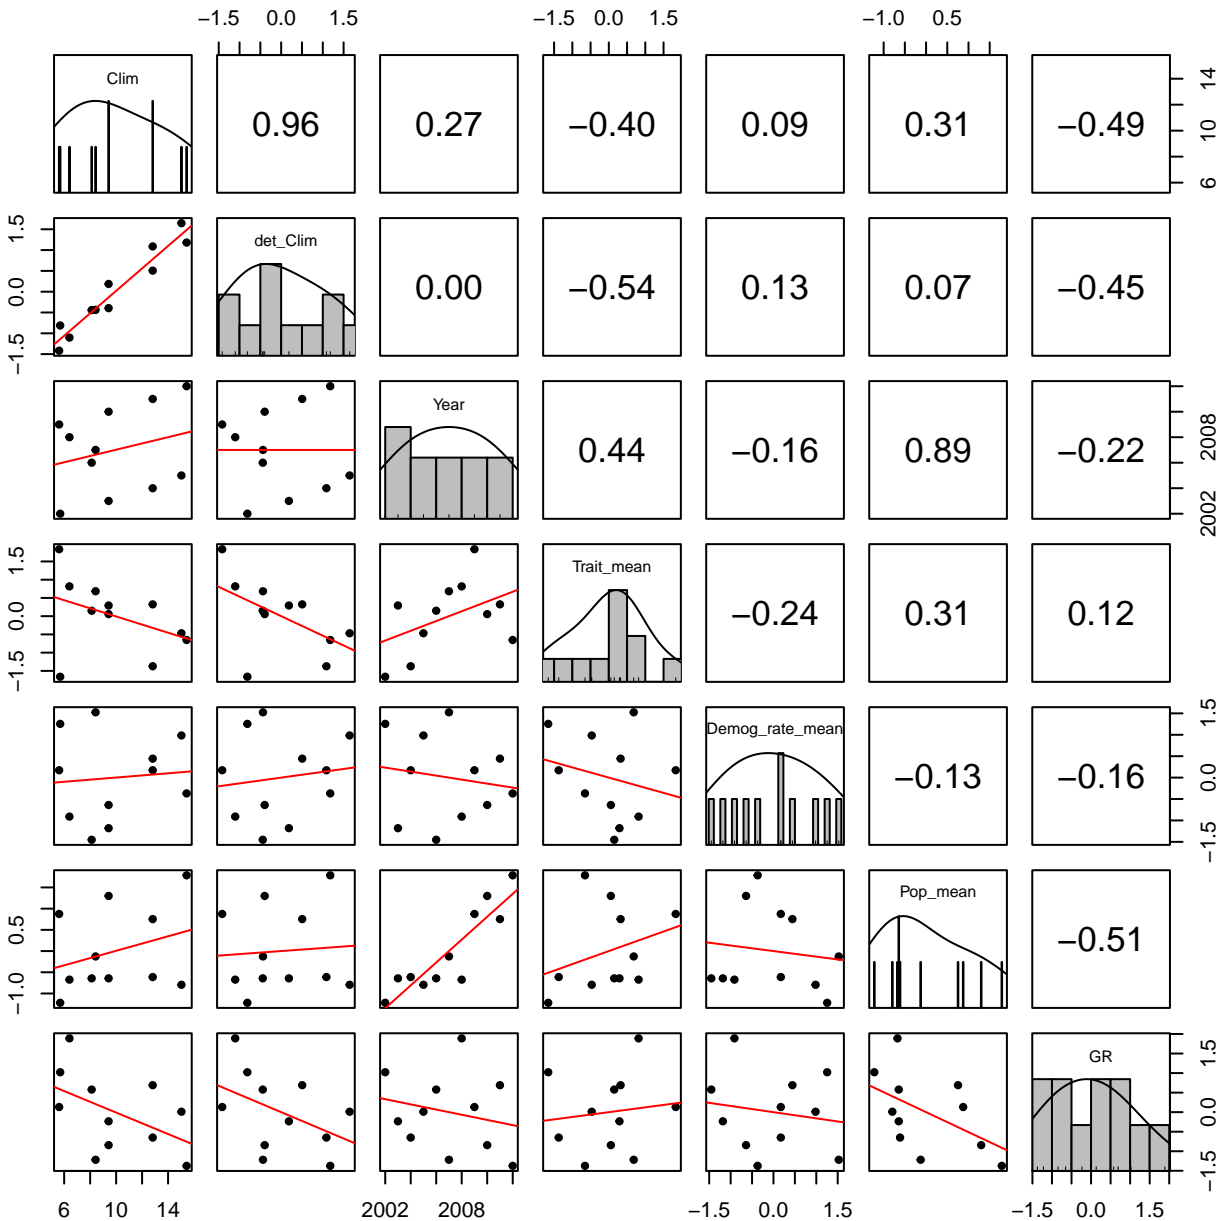 −1.5 0.0 1.5 −1.5 0.0 1.5 −1.0 0.5
Clim 0.96 0.27 −0.40 0.09 0.31 −0.49 6 10 14
−1.5 0.0 1.5 det_Clim 0.00 −0.54 0.13 0.07 −0.45
Year 0.44 −0.16 0.89 −0.22 2002 2008
−1.5 0.0 1.5 Trait_mean −0.24 0.31 0.12
Demog_rate_mean −0.13 −0.16 −1.5 0.0 1.5
−1.0 0.5 Pop_mean −0.51
GR −1.5 0.0 1.5
6 10 14 2002 2008 −1.5 0.0 1.5 −1.5 0.0 1.5